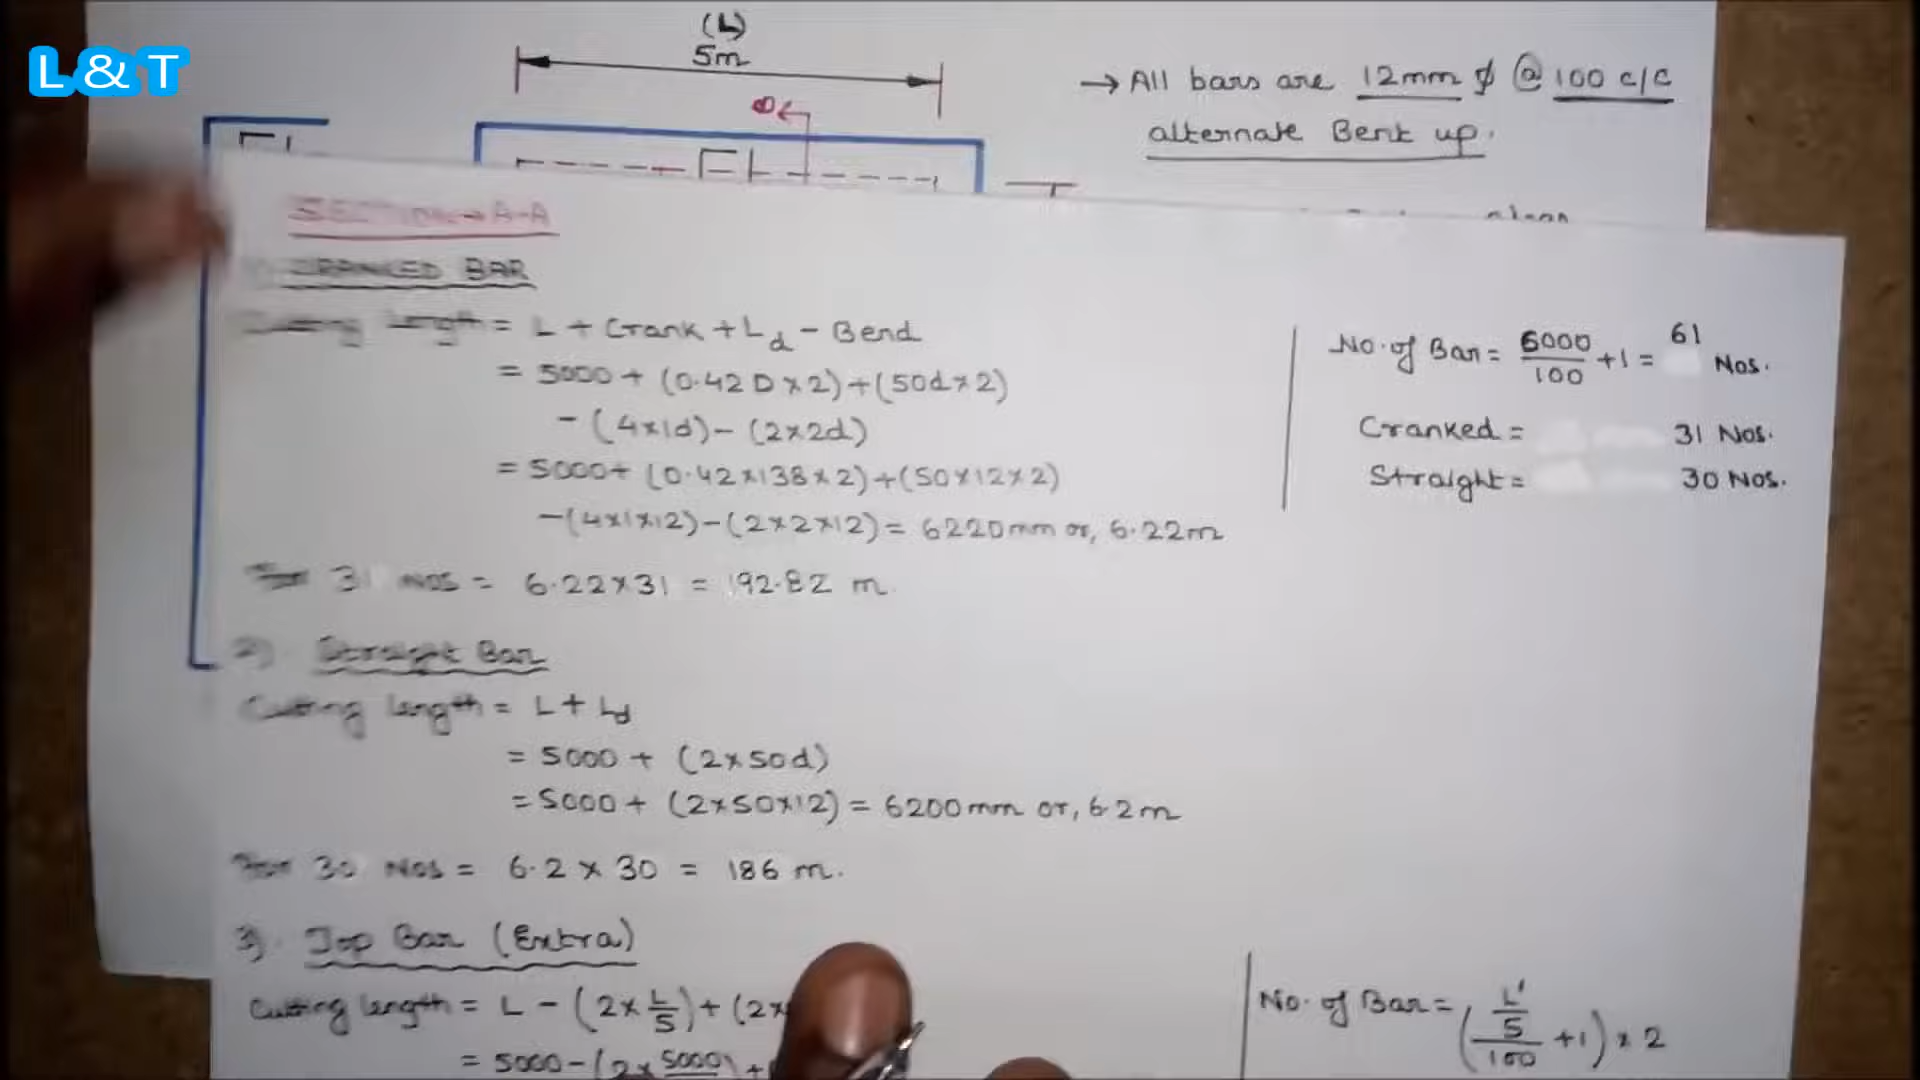 L&T
(L)
5m
→ All bars are 12mm ϕ @ 100 c/c
alternate Bent up.
SECTION → A-A
CRANKED BAR
Cutting length = L + Crank + Ld - Bend
= 5000 + (0.42 D × 2) + (50d × 2)
- (4×1d) - (2×2d)
= 5000 + (0.42×138×2) + (50×12×2)
- (4×1×12) - (2×2×12) = 6220mm or, 6.22m
For 31 Nos = 6.22×31 = 192.82 m.
No. of Bar = 6000/100 + 1 = 61 Nos.
Cranked = 31 Nos.
Straight = 30 Nos.
2) Straight Bar
Cutting length = L + Ld
= 5000 + (2×50d)
= 5000 + (2×50×12) = 6200mm or, 6.2m
For 30 Nos = 6.2 × 30 = 186 m.
3). Top Bar (Extra)
Cutting length = L - (2× L/5) + (2×
= 5000 - (2× 5000
No. of Bar = (L'/5/100 + 1) × 2